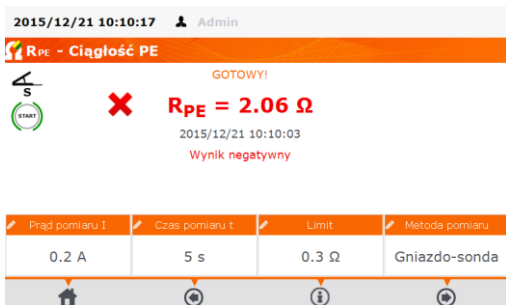 2015/12/21 10:10:17 Admin
RPE - Ciągłość PE
GOTOWY!
S
START
RPE = 2.06 Ω
2015/12/21 10:10:03
Wynik negatywny
Prąd pomiaru I Czas pomiaru t Limit Metoda pomiaru
0.2 A 5 s 0.3 Ω Gniazdo-sonda